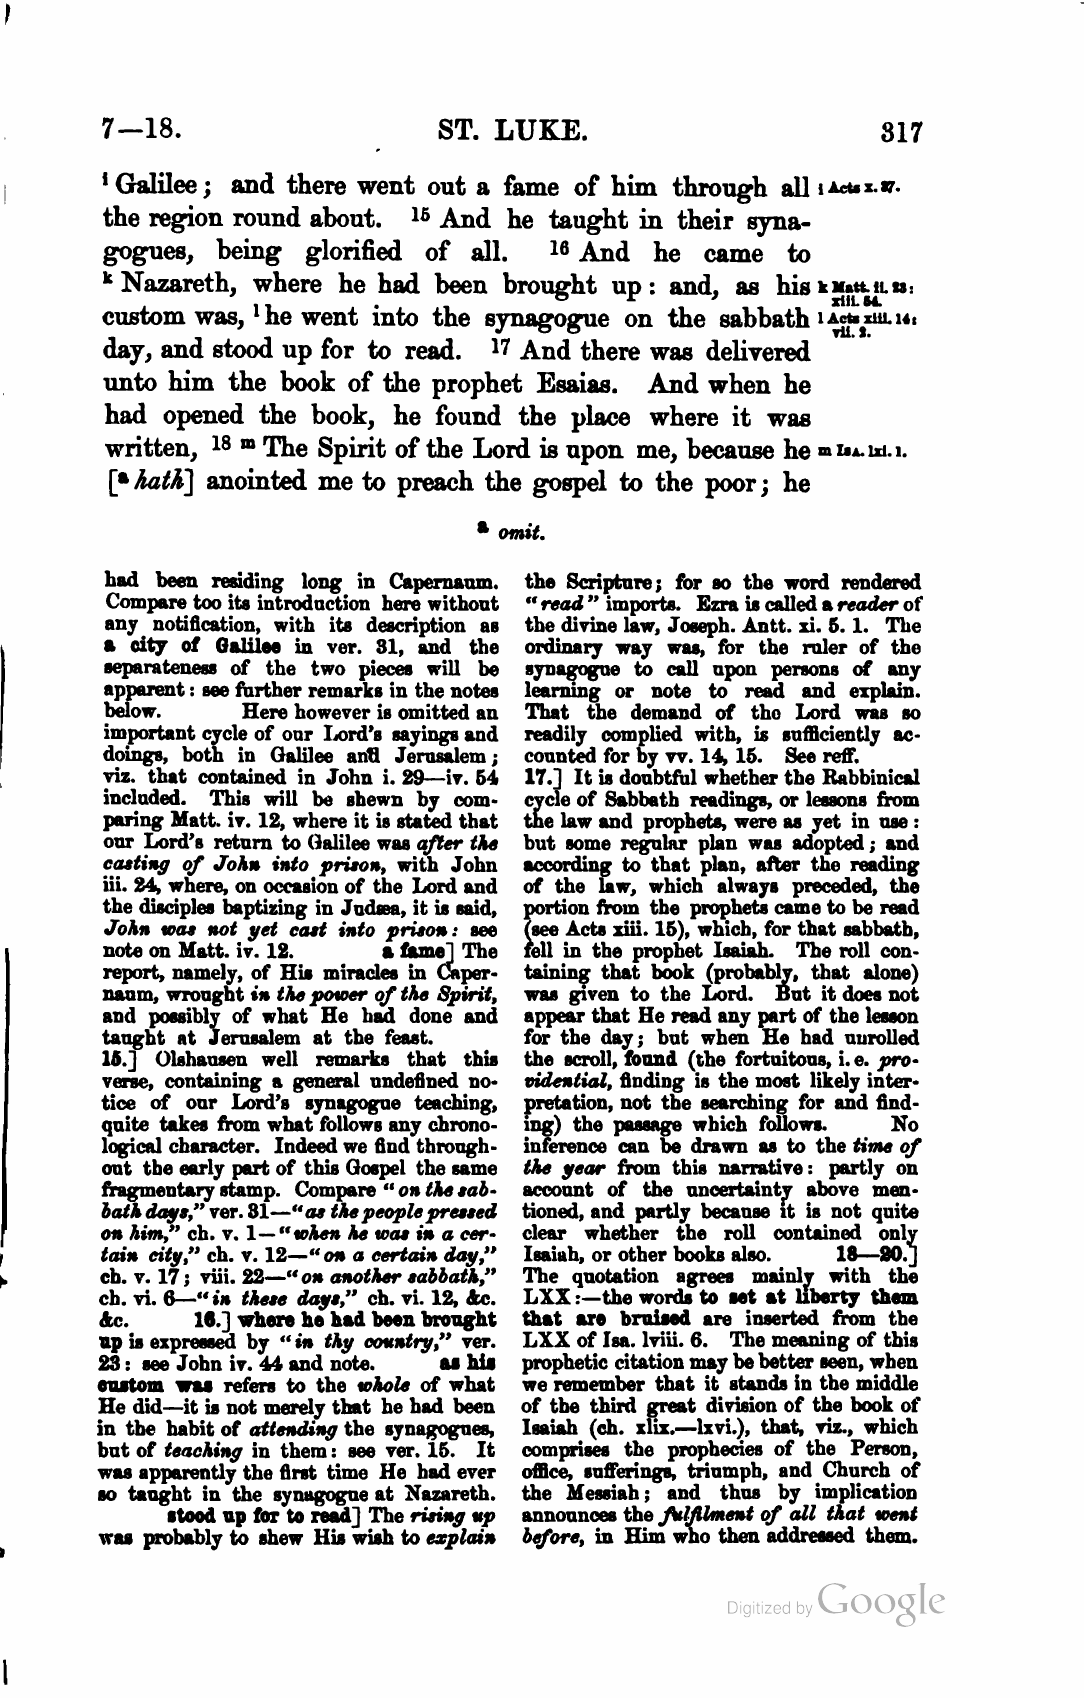 7—18. ST. LUKE. 317
i Galilee; and there went out a fame of him through all i Acts x. 37.
the region round about. 15 And he taught in their syna-
gogues, being glorified of all. 16 And he came to
k Nazareth, where he had been brought up: and, as his k Matt. ii. 23:
xiii. 54.
custom was, l he went into the synagogue on the sabbath l Acts xiii. 14:
vii. 2.
day, and stood up for to read. 17 And there was delivered
unto him the book of the prophet Esaias. And when he
had opened the book, he found the place where it was
written, 18 m The Spirit of the Lord is upon me, because he m Isa. lxi. 1.
[a hath] anointed me to preach the gospel to the poor; he
a omit.
had been residing long in Capernaum.
Compare too its introduction here without
any notification, with its description as
a city of Galilee in ver. 31, and the
separateness of the two pieces will be
apparent: see further remarks in the notes
below. Here however is omitted an
important cycle of our Lord's sayings and
doings, both in Galilee and Jerusalem;
viz. that contained in John i. 29—iv. 54
included. This will be shewn by com-
paring Matt. iv. 12, where it is stated that
our Lord's return to Galilee was after the
casting of John into prison, with John
iii. 24, where, on occasion of the Lord and
the disciples baptizing in Judæa, it is said,
John was not yet cast into prison: see
note on Matt. iv. 12. a fame] The
report, namely, of His miracles in Caper-
naum, wrought in the power of the Spirit,
and possibly of what He had done and
taught at Jerusalem at the feast.
15.] Olshausen well remarks that this
verse, containing a general undefined no-
tice of our Lord's synagogue teaching,
quite takes from what follows any chrono-
logical character. Indeed we find through-
out the early part of this Gospel the same
fragmentary stamp. Compare "on the sab-
bath days," ver. 31—"as the people pressed
on him," ch. v. 1—"when he was in a cer-
tain city," ch. v. 12—"on a certain day,"
ch. v. 17; viii. 22—"on another sabbath,"
ch. vi. 6—"in these days," ch. vi. 12, &c.
&c. 16.] where he had been brought
up is expressed by "in thy country," ver.
23: see John iv. 44 and note. as his
custom was refers to the whole of what
He did—it is not merely that he had been
in the habit of attending the synagogues,
but of teaching in them: see ver. 15. It
was apparently the first time He had ever
so taught in the synagogue at Nazareth.
stood up for to read] The rising up
was probably to shew His wish to explain
the Scripture; for so the word rendered
"read" imports. Ezra is called a reader of
the divine law, Joseph. Antt. xi. 5. 1. The
ordinary way was, for the ruler of the
synagogue to call upon persons of any
learning or note to read and explain.
That the demand of the Lord was so
readily complied with, is sufficiently ac-
counted for by vv. 14, 15. See reff.
17.] It is doubtful whether the Rabbinical
cycle of Sabbath readings, or lessons from
the law and prophets, were as yet in use:
but some regular plan was adopted; and
according to that plan, after the reading
of the law, which always preceded, the
portion from the prophets came to be read
(see Acts xiii. 15), which, for that sabbath,
fell in the prophet Isaiah. The roll con-
taining that book (probably, that alone)
was given to the Lord. But it does not
appear that He read any part of the lesson
for the day; but when He had unrolled
the scroll, found (the fortuitous, i. e. pro-
vidential, finding is the most likely inter-
pretation, not the searching for and find-
ing) the passage which follows. No
inference can be drawn as to the time of
the year from this narrative: partly on
account of the uncertainty above men-
tioned, and partly because it is not quite
clear whether the roll contained only
Isaiah, or other books also. 18—20.]
The quotation agrees mainly with the
LXX:—the words to set at liberty them
that are bruised are inserted from the
LXX of Isa. lviii. 6. The meaning of this
prophetic citation may be better seen, when
we remember that it stands in the middle
of the third great division of the book of
Isaiah (ch. xlix.—lxvi.), that, viz., which
comprises the prophecies of the Person,
office, sufferings, triumph, and Church of
the Messiah; and thus by implication
announces the fulfilment of all that went
before, in Him who then addressed them.
Digitized by Google